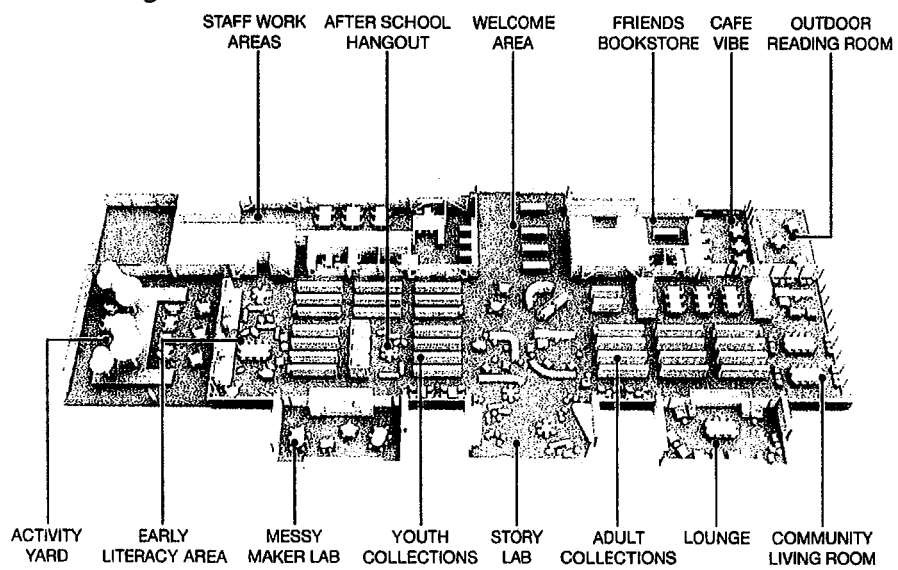 STAFF WORK
AREAS
AFTER SCHOOL
HANGOUT
WELCOME
AREA
FRIENDS
BOOKSTORE
CAFE
VIBE
OUTDOOR
READING ROOM
ACTIVITY
YARD
EARLY
LITERACY AREA
MESSY
MAKER LAB
YOUTH
COLLECTIONS
STORY
LAB
ADULT
COLLECTIONS
LOUNGE
COMMUNITY
LIVING ROOM